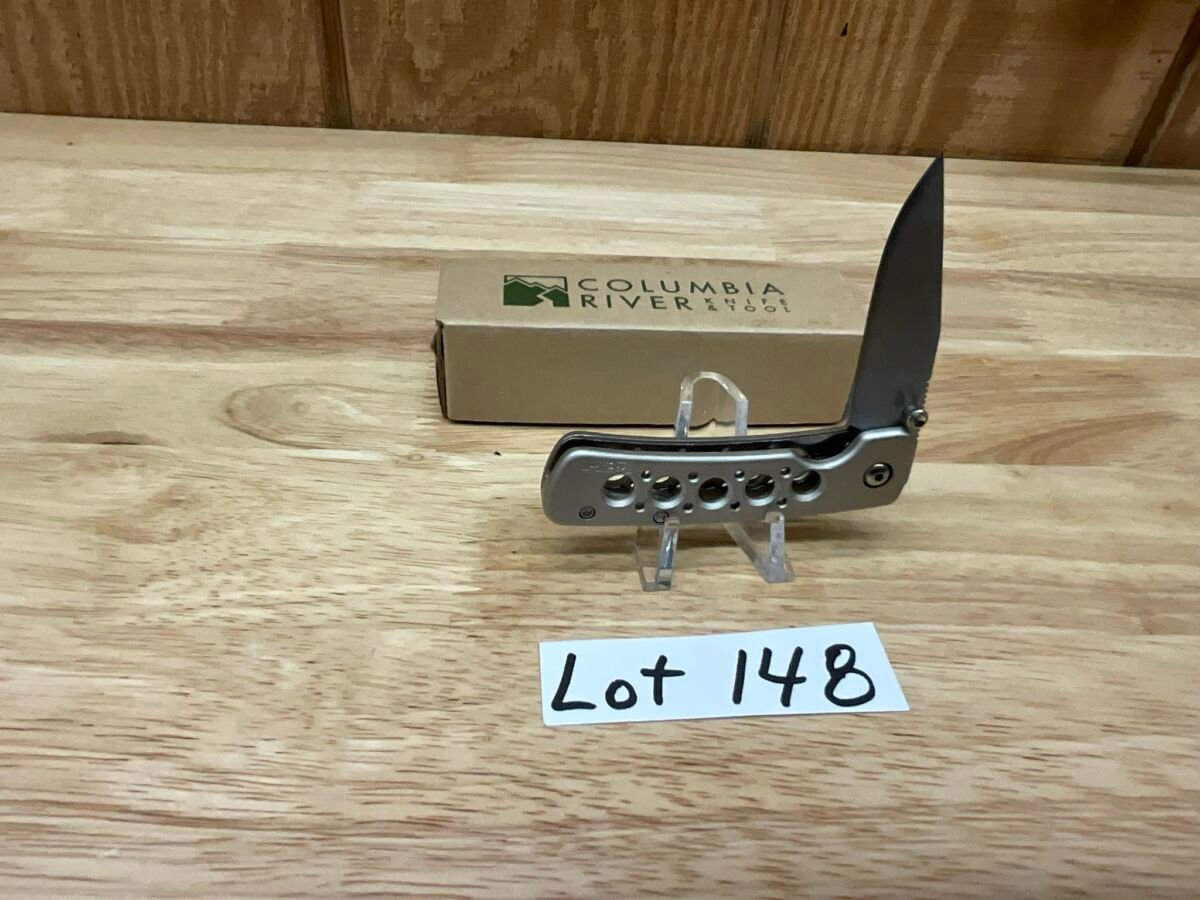 COLUMBIA
RIVER KNIFE
& TOOL
Lot 148